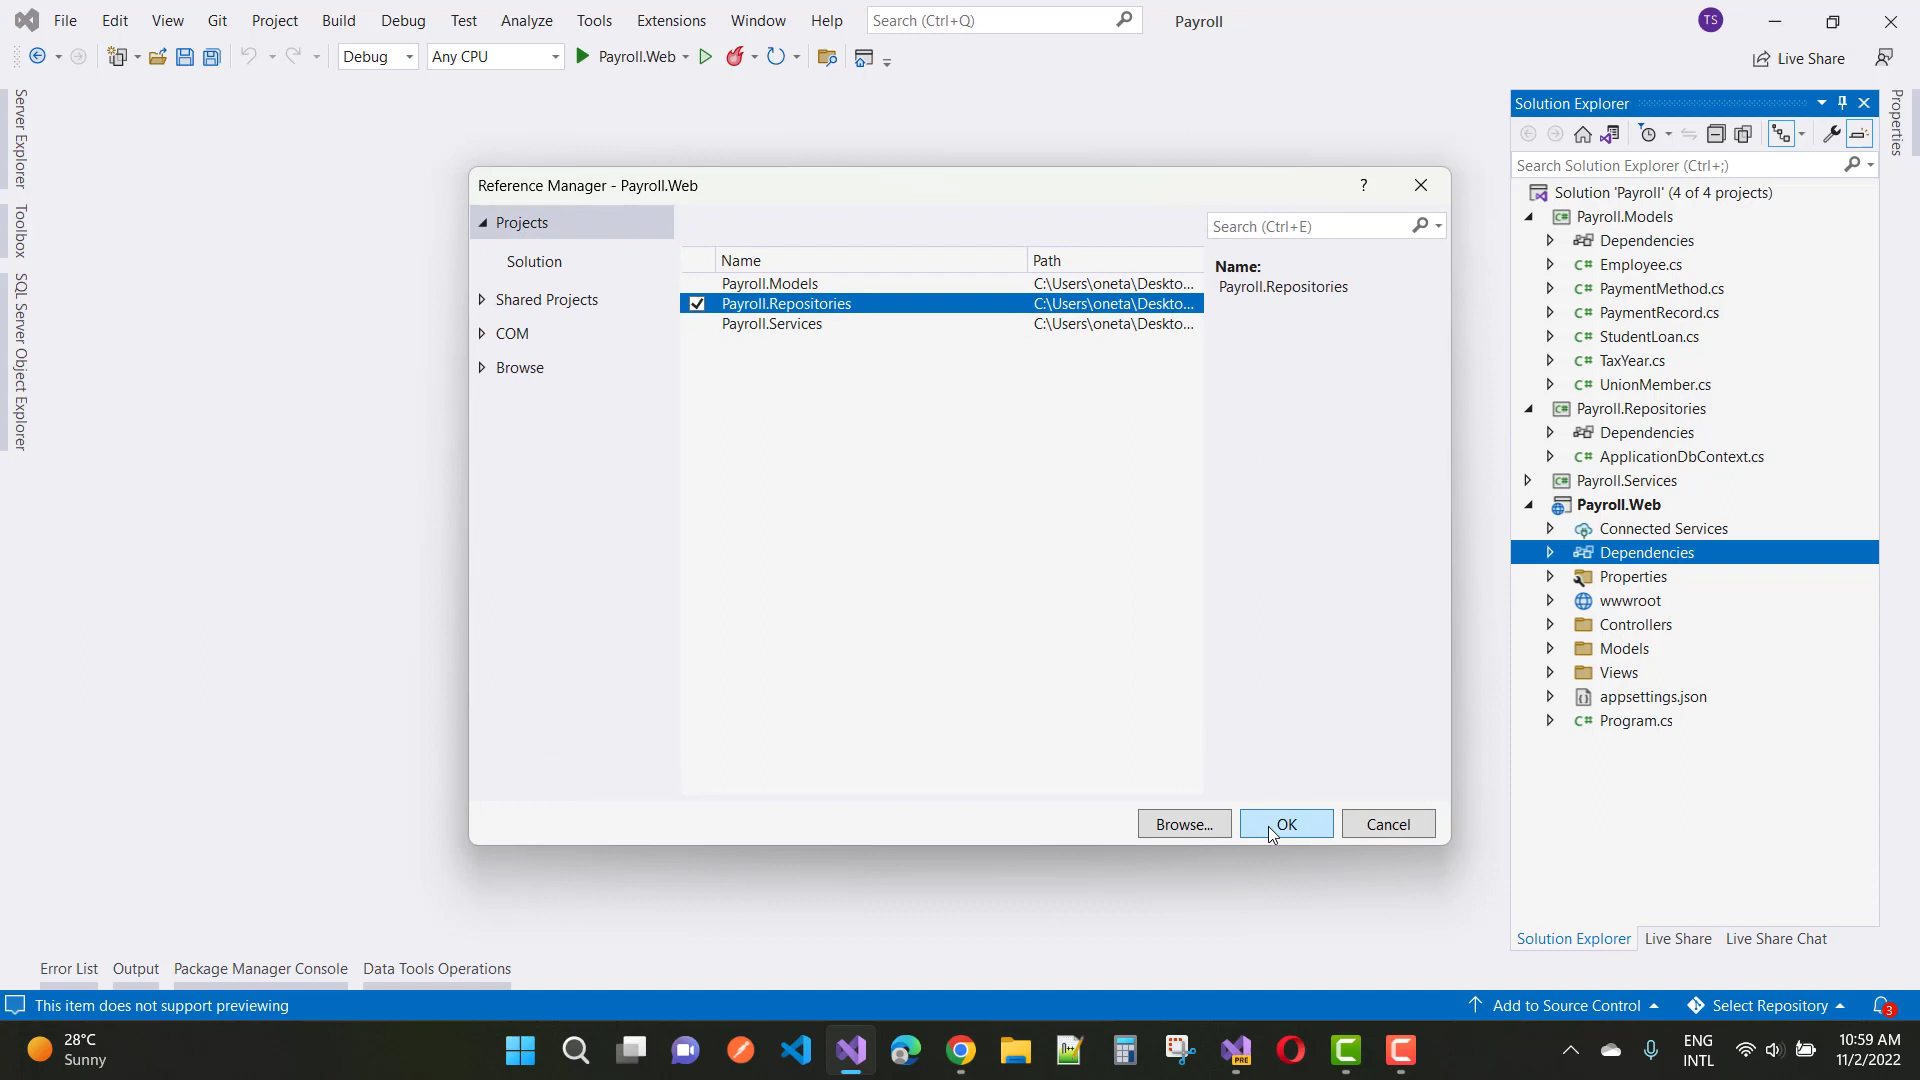 File Edit View Git Project Build Debug Test Analyze Tools Extensions Window Help Search (Ctrl+Q) Payroll TS
Debug Any CPU Payroll.Web Live Share
Server Explorer
Toolbox
SQL Server Object Explorer
Reference Manager - Payroll.Web ?
Projects
Solution
Shared Projects
COM
Browse
Search (Ctrl+E)
Name Path
Payroll.Models C:\Users\oneta\Deskto...
Payroll.Repositories C:\Users\oneta\Deskto...
Payroll.Services C:\Users\oneta\Deskto...
Name:
Payroll.Repositories
Browse... OK Cancel
Solution Explorer
Search Solution Explorer (Ctrl+;)
Solution 'Payroll' (4 of 4 projects)
C# Payroll.Models
Dependencies
C# Employee.cs
C# PaymentMethod.cs
C# PaymentRecord.cs
C# StudentLoan.cs
C# TaxYear.cs
C# UnionMember.cs
C# Payroll.Repositories
Dependencies
C# ApplicationDbContext.cs
C# Payroll.Services
Payroll.Web
Connected Services
Dependencies
Properties
wwwroot
Controllers
Models
Views
appsettings.json
C# Program.cs
Solution Explorer Live Share Live Share Chat
Properties
Error List Output Package Manager Console Data Tools Operations
This item does not support previewing Add to Source Control Select Repository 3
28°C
Sunny
PRE
ENG
INTL
10:59 AM
11/2/2022